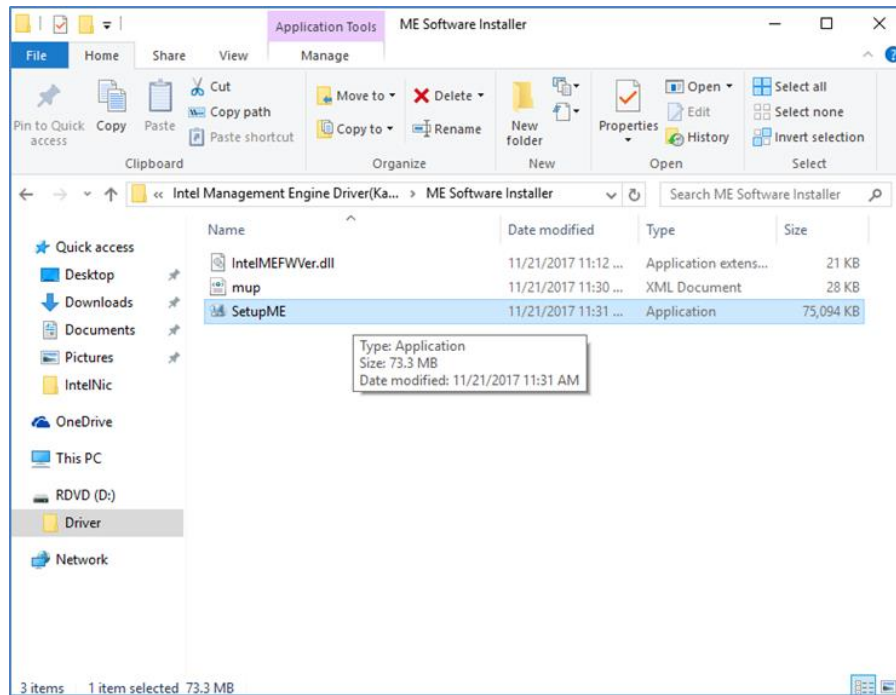 Application Tools
ME Software Installer
File
Home
Share
View
Manage
Pin to Quick
access
Copy
Paste
Cut
Copy path
Paste shortcut
Clipboard
Move to
Copy to
Delete
Rename
Organize
New
folder
New
Properties
Open
Edit
History
Open
Select all
Select none
Invert selection
Select
« Intel Management Engine Driver(Ka... > ME Software Installer
Search ME Software Installer
Name
Date modified
Type
Size
IntelMEFWVer.dll 11/21/2017 11:12 ... Application extens... 21 KB
mup 11/21/2017 11:30 ... XML Document 28 KB
SetupME 11/21/2017 11:31 ... Application 75,094 KB
Type: Application
Size: 73.3 MB
Date modified: 11/21/2017 11:31 AM
Quick access
Desktop
Downloads
Documents
Pictures
IntelNic
OneDrive
This PC
RDVD (D:)
Driver
Network
3 items 1 item selected 73.3 MB